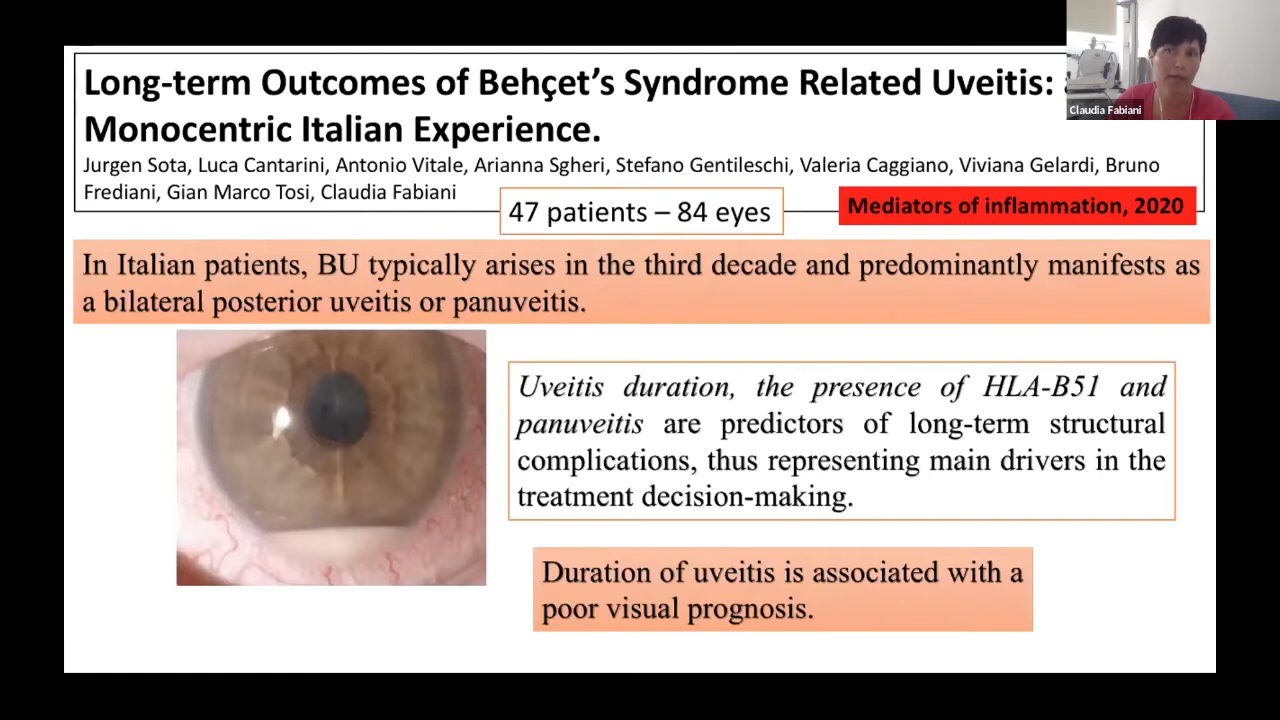 Long-term Outcomes of Behçet's Syndrome Related Uveitis:
Monocentric Italian Experience.
Jurgen Sota, Luca Cantarini, Antonio Vitale, Arianna Sgheri, Stefano Gentileschi, Valeria Caggiano, Viviana Gelardi, Bruno
Frediani, Gian Marco Tosi, Claudia Fabiani
Claudia Fabiani
47 patients – 84 eyes
Mediators of inflammation, 2020
In Italian patients, BU typically arises in the third decade and predominantly manifests as
a bilateral posterior uveitis or panuveitis.
Uveitis duration, the presence of HLA-B51 and
panuveitis are predictors of long-term structural
complications, thus representing main drivers in the
treatment decision-making.
Duration of uveitis is associated with a
poor visual prognosis.